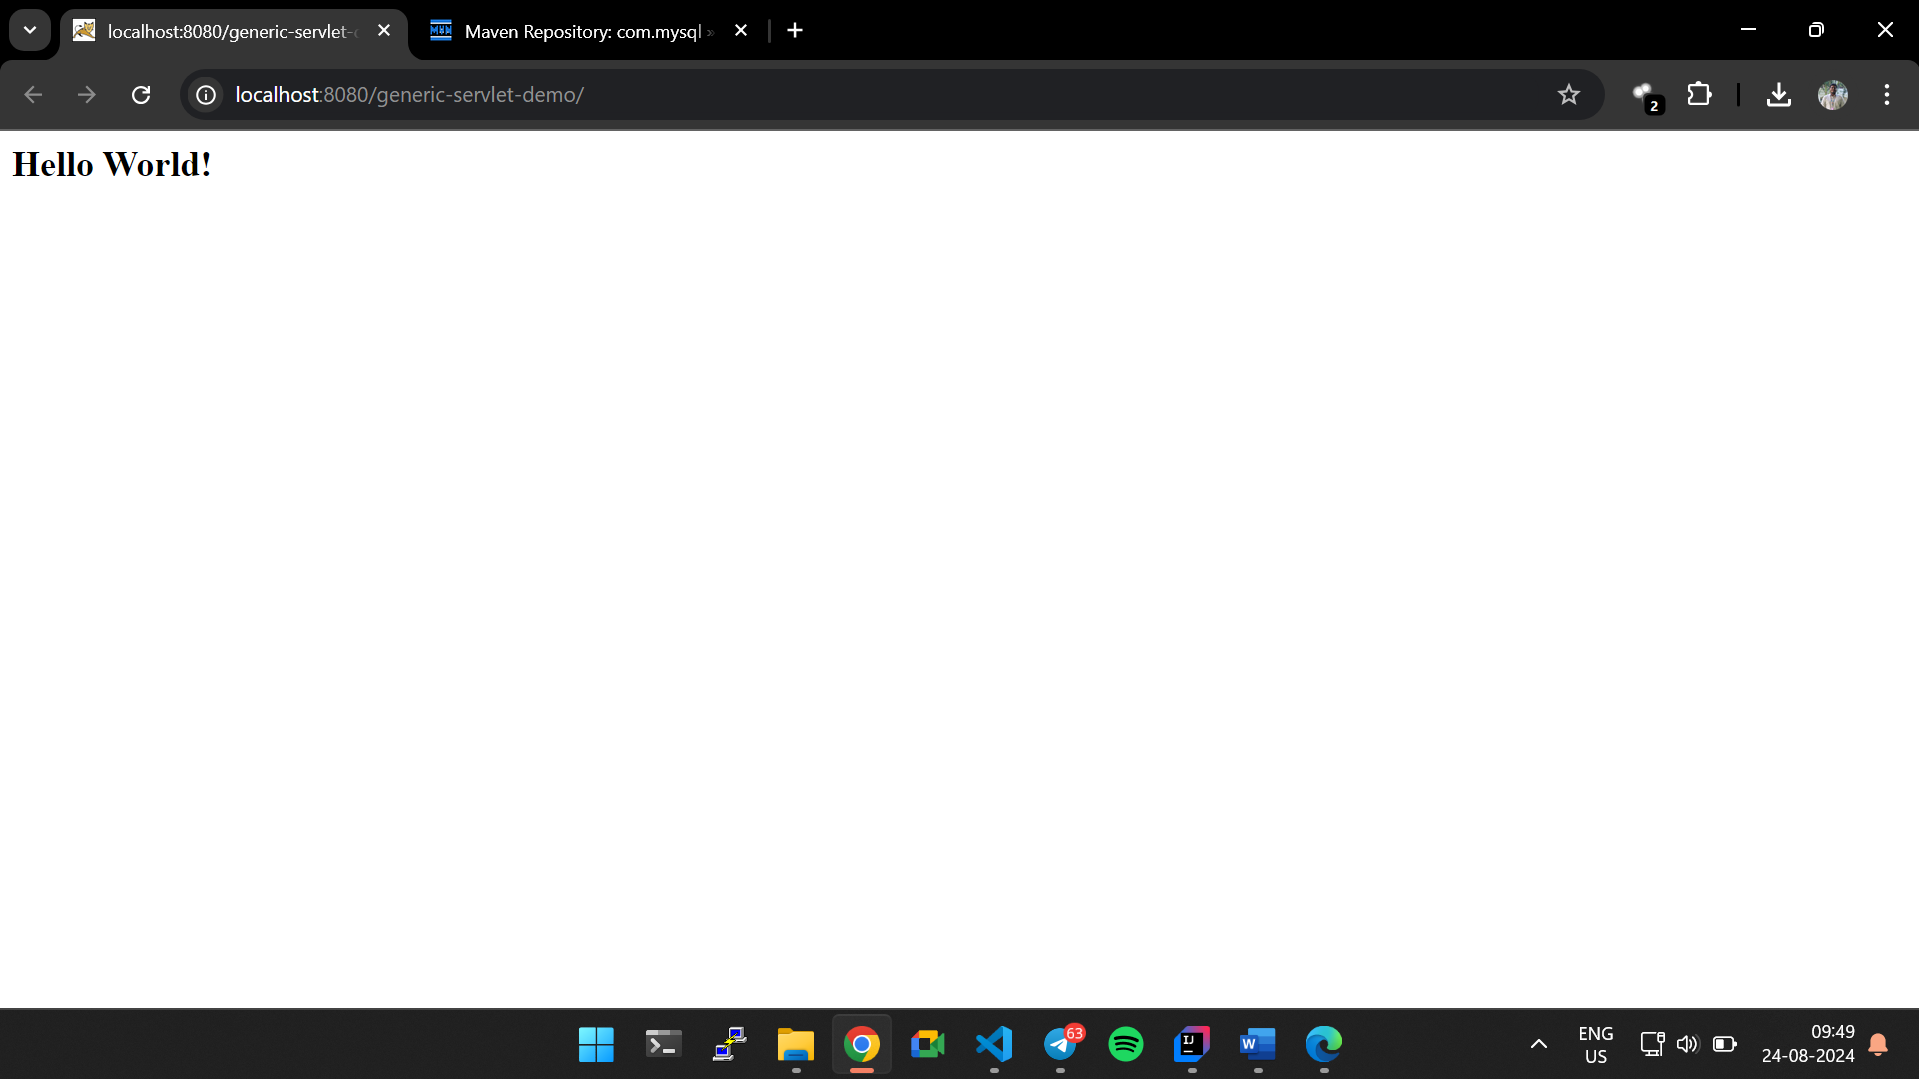 localhost:8080/generic-servlet-
Maven Repository: com.mysql »
localhost:8080/generic-servlet-demo/
2
Hello World!
63
IJ
W
ENG
US
09:49
24-08-2024